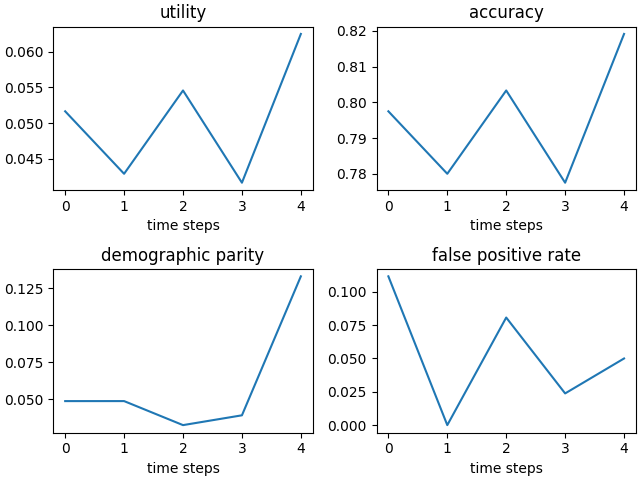 utility
0.060
0.055
0.050
0.045
0 1 2 3 4
time steps
accuracy
0.82
0.81
0.80
0.79
0.78
0 1 2 3 4
time steps
demographic parity
0.125
0.100
0.075
0.050
0 1 2 3 4
time steps
false positive rate
0.100
0.075
0.050
0.025
0.000
0 1 2 3 4
time steps